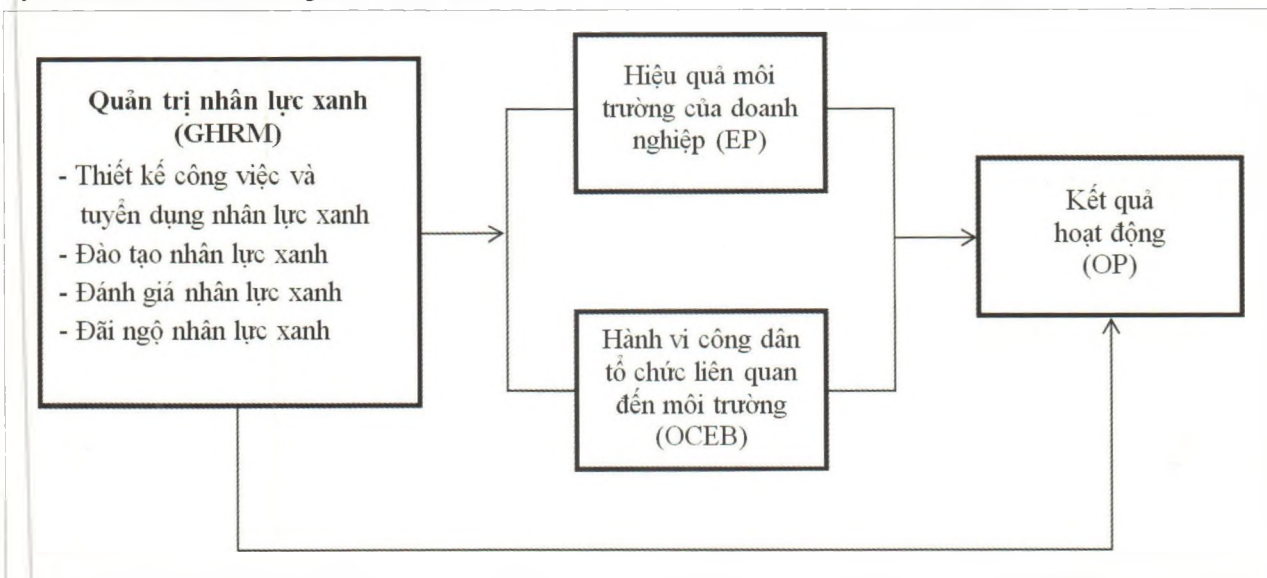 Quản trị nhân lực xanh
(GHRM)
- Thiết kế công việc và
tuyển dụng nhân lực xanh
- Đào tạo nhân lực xanh
- Đánh giá nhân lực xanh
- Đãi ngộ nhân lực xanh
Hiệu quả môi
trường của doanh
nghiệp (EP)
Hành vi công dân
tổ chức liên quan
đến môi trường
(OCEB)
Kết quả
hoạt động
(OP)